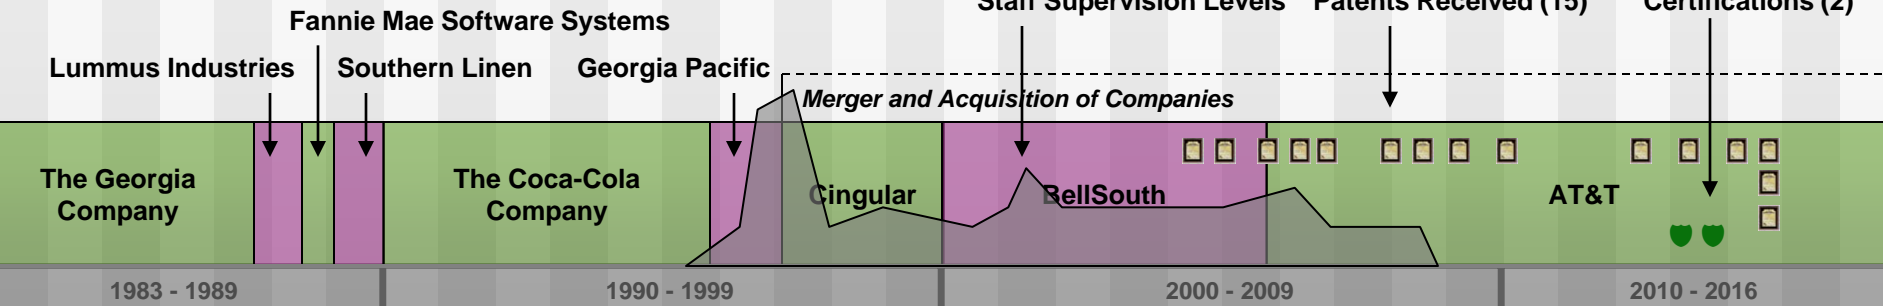 Staff Supervision Levels
Patents Received (15)
Certifications (2)
Fannie Mae Software Systems
Lummus Industries
Southern Linen
Georgia Pacific
Merger and Acquisition of Companies
The Georgia
Company
The Coca-Cola
Company
Cingular
BellSouth
AT&T
1983 - 1989
1990 - 1999
2000 - 2009
2010 - 2016